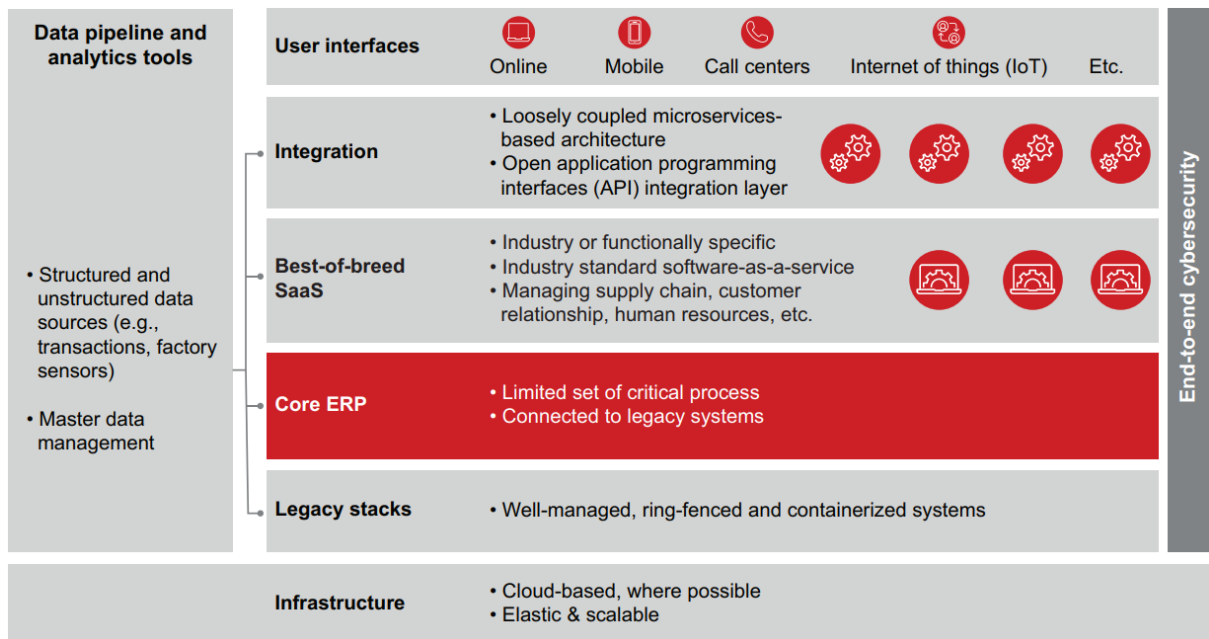 Data pipeline and
analytics tools
• Structured and
unstructured data
sources (e.g.,
transactions, factory
sensors)
• Master data
management
User interfaces
Online
Mobile
Call centers
Internet of things (IoT)
Etc.
Integration
• Loosely coupled microservices-
based architecture
• Open application programming
interfaces (API) integration layer
Best-of-breed
SaaS
• Industry or functionally specific
• Industry standard software-as-a-service
• Managing supply chain, customer
relationship, human resources, etc.
Core ERP
• Limited set of critical process
• Connected to legacy systems
Legacy stacks
• Well-managed, ring-fenced and containerized systems
Infrastructure
• Cloud-based, where possible
• Elastic & scalable
End-to-end cybersecurity